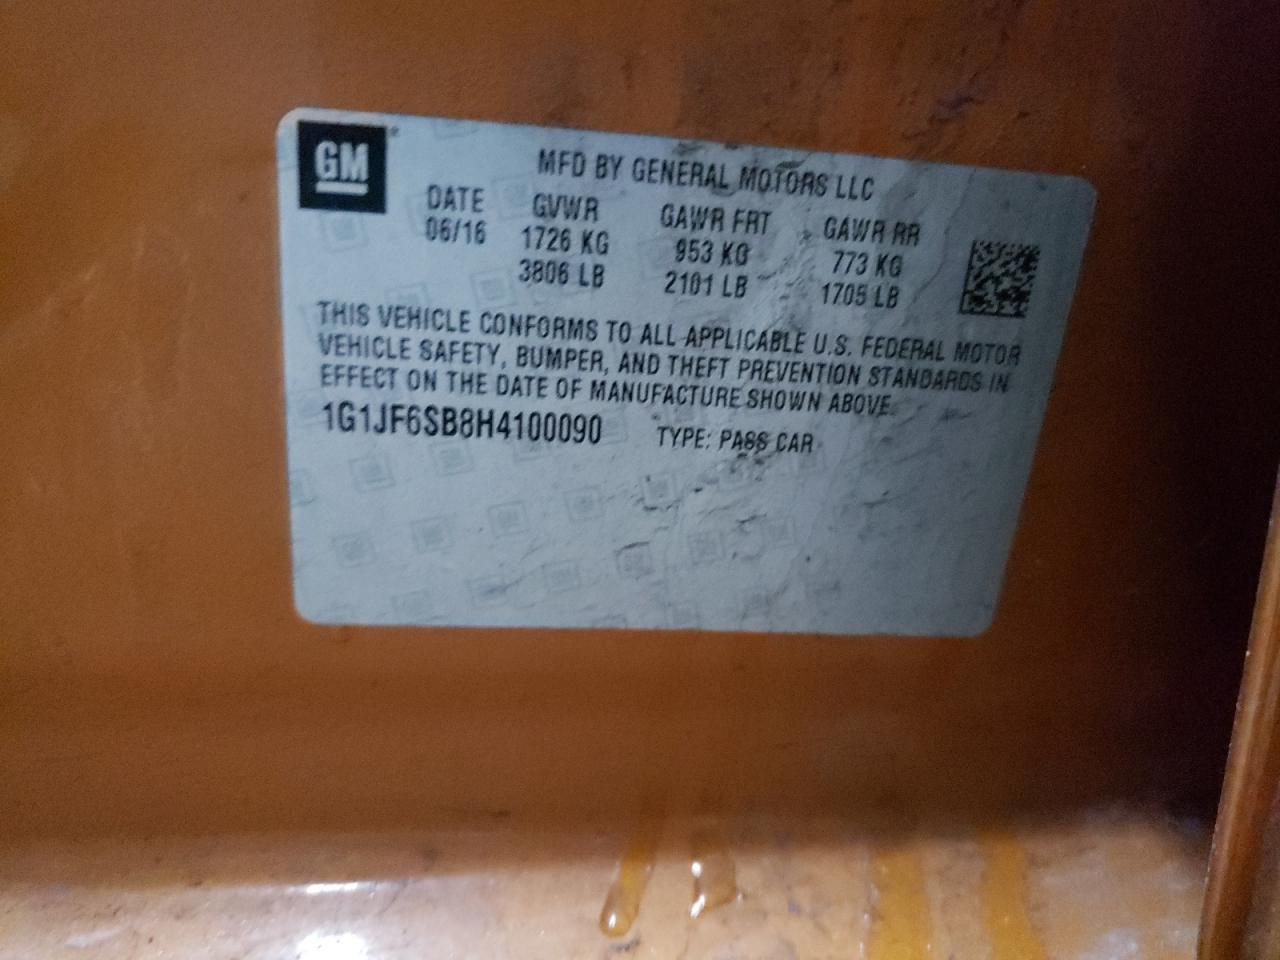 GM
MFD BY GENERAL MOTORS LLC
DATE GVWR GAWR FRT GAWR RR
06/16 1726 KG 953 KG 773 KG
3806 LB 2101 LB 1705 LB
THIS VEHICLE CONFORMS TO ALL APPLICABLE U.S. FEDERAL MOTOR
VEHICLE SAFETY, BUMPER, AND THEFT PREVENTION STANDARDS IN
EFFECT ON THE DATE OF MANUFACTURE SHOWN ABOVE.
1G1JF6SB8H4100090 TYPE: PASS CAR